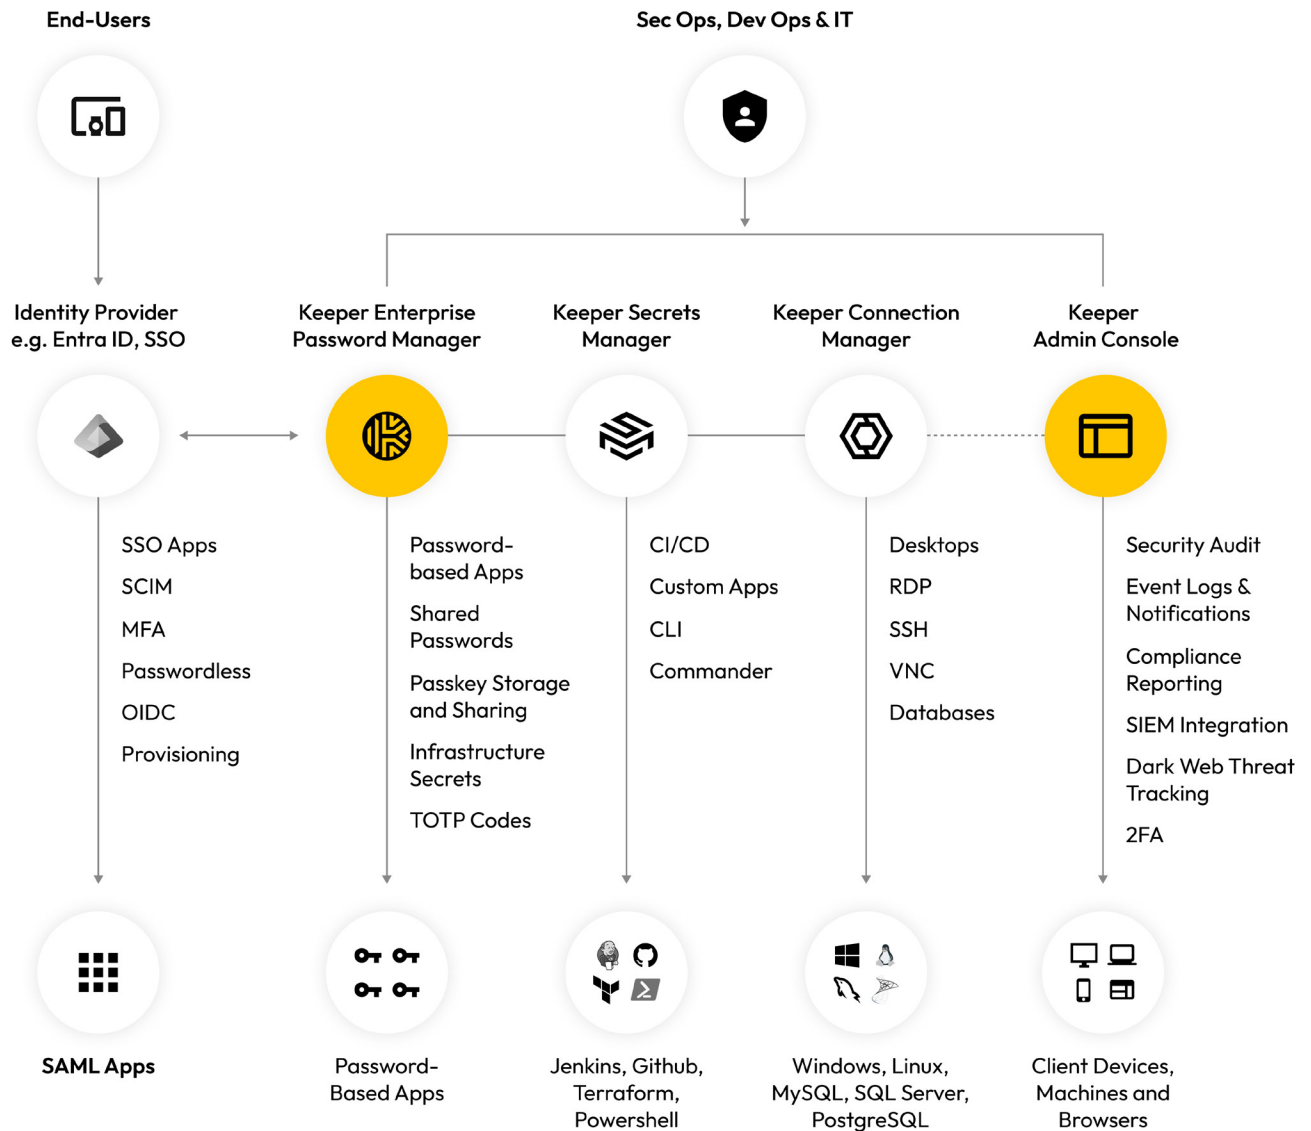 End-Users
Sec Ops, Dev Ops & IT
Identity Provider
e.g. Entra ID, SSO
Keeper Enterprise
Password Manager
Keeper Secrets
Manager
Keeper Connection
Manager
Keeper
Admin Console
SSO Apps
SCIM
MFA
Passwordless
OIDC
Provisioning
Password-
based Apps
Shared
Passwords
Passkey Storage
and Sharing
Infrastructure
Secrets
TOTP Codes
CI/CD
Custom Apps
CLI
Commander
Desktops
RDP
SSH
VNC
Databases
Security Audit
Event Logs &
Notifications
Compliance
Reporting
SIEM Integration
Dark Web Threat
Tracking
2FA
SAML Apps
Password-
Based Apps
Jenkins, Github,
Terraform,
Powershell
Windows, Linux,
MySQL, SQL Server,
PostgreSQL
Client Devices,
Machines and
Browsers